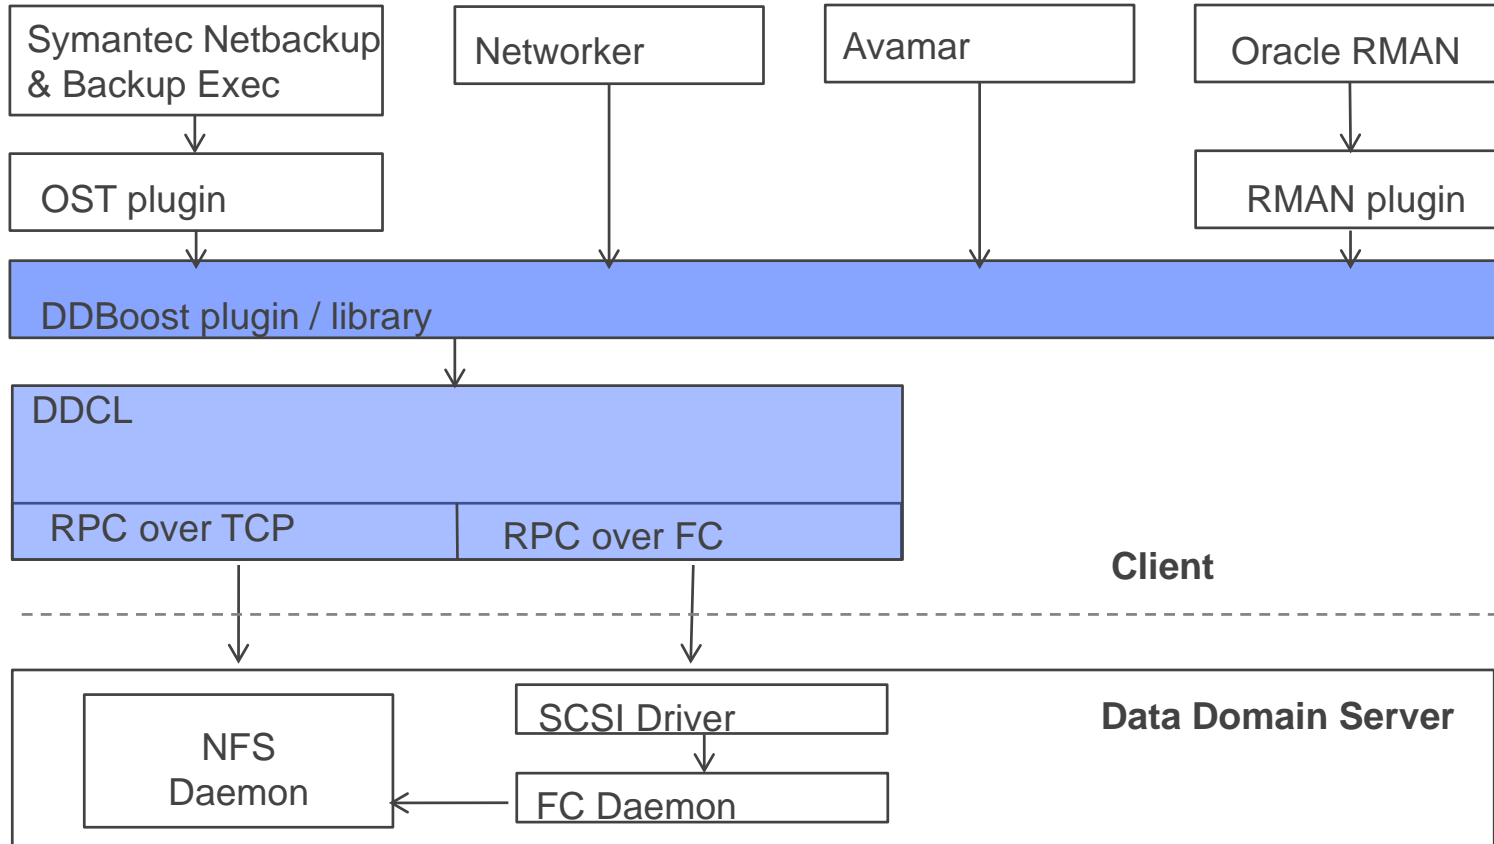 Symantec Netbackup
& Backup Exec
Networker
Avamar
Oracle RMAN
OST plugin
RMAN plugin
DDBoost plugin / library
DDCL
RPC over TCP
RPC over FC
Client
Data Domain Server
SCSI Driver
NFS
Daemon
FC Daemon